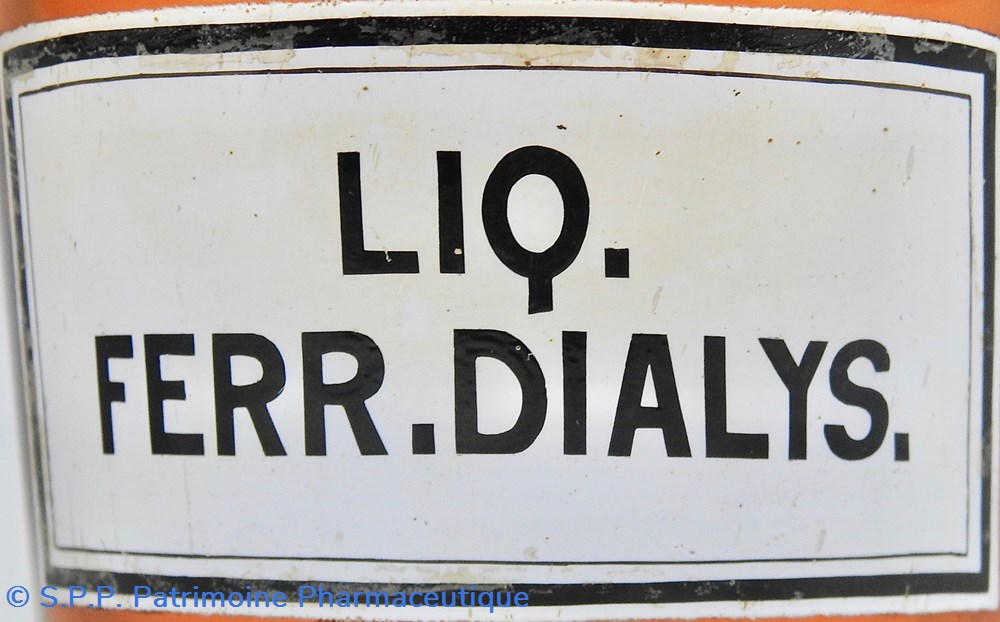 LIQ.
FERR.DIALYS.
© S.P.P. Patrimoine Pharmaceutique